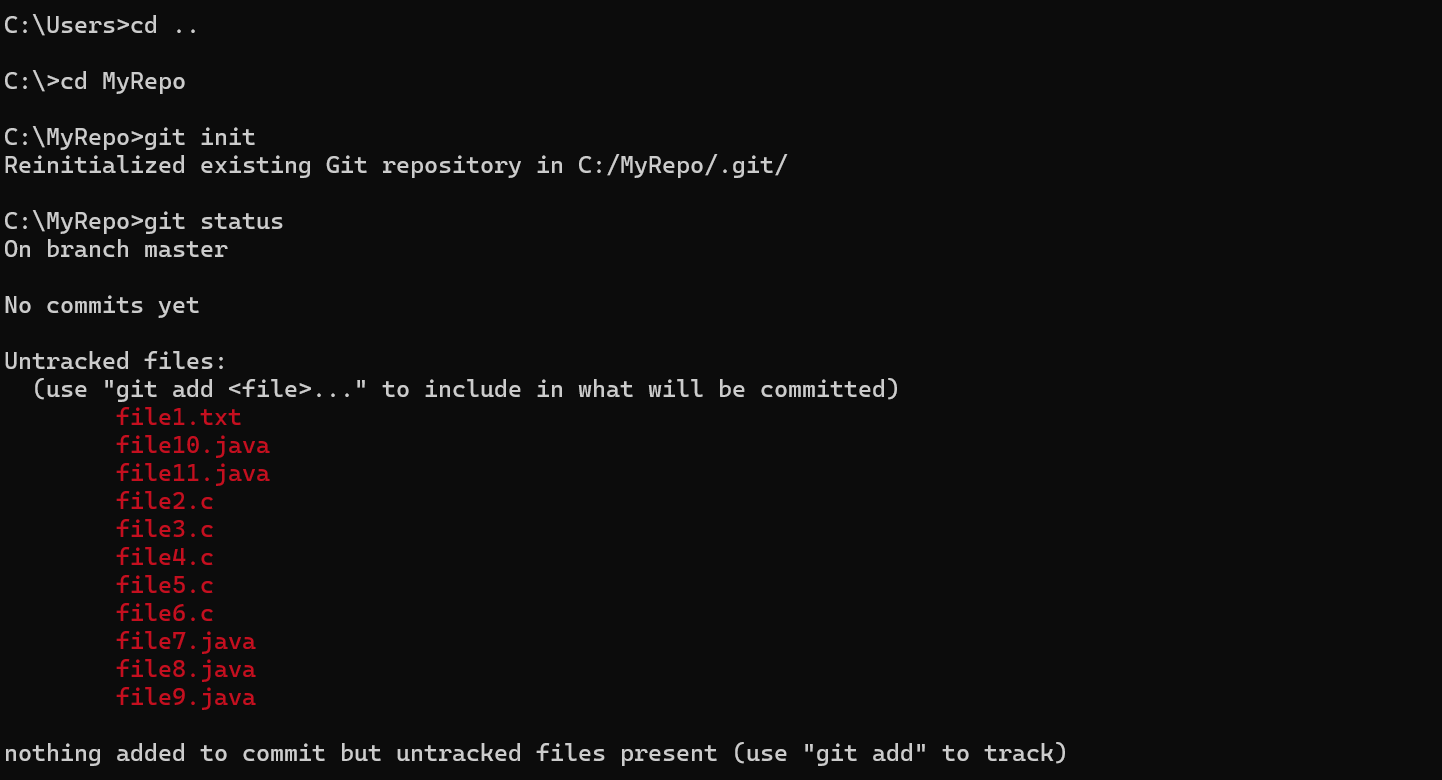 C:\Users>cd ..
C:\>cd MyRepo
C:\MyRepo>git init
Reinitialized existing Git repository in C:/MyRepo/.git/
C:\MyRepo>git status
On branch master
No commits yet
Untracked files:
  (use "git add <file>..." to include in what will be committed)
        file1.txt
        file10.java
        file11.java
        file2.c
        file3.c
        file4.c
        file5.c
        file6.c
        file7.java
        file8.java
        file9.java
nothing added to commit but untracked files present (use "git add" to track)